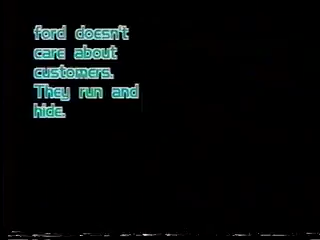 ford doesn't
care about
customers.
They run and
hide.